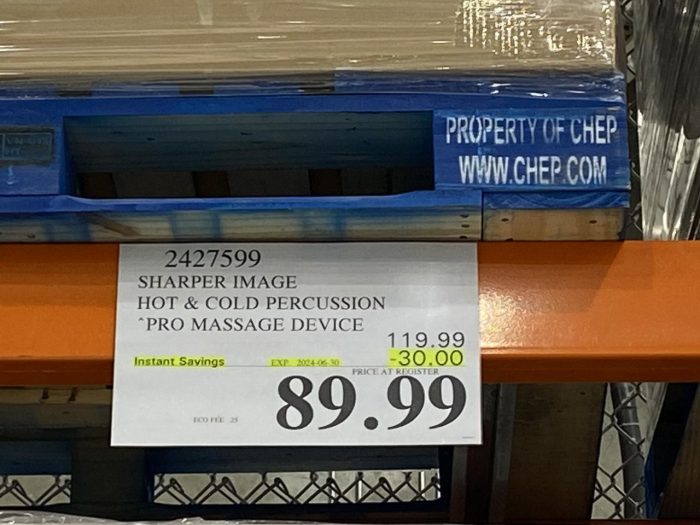 PROPERTY OF CHEP
WWW.CHEP.COM
2427599
SHARPER IMAGE
HOT & COLD PERCUSSION
^PRO MASSAGE DEVICE
119.99
Instant Savings EXP. 2024-06-30 -30.00
PRICE AT REGISTER
89.99
ECO FEE .25